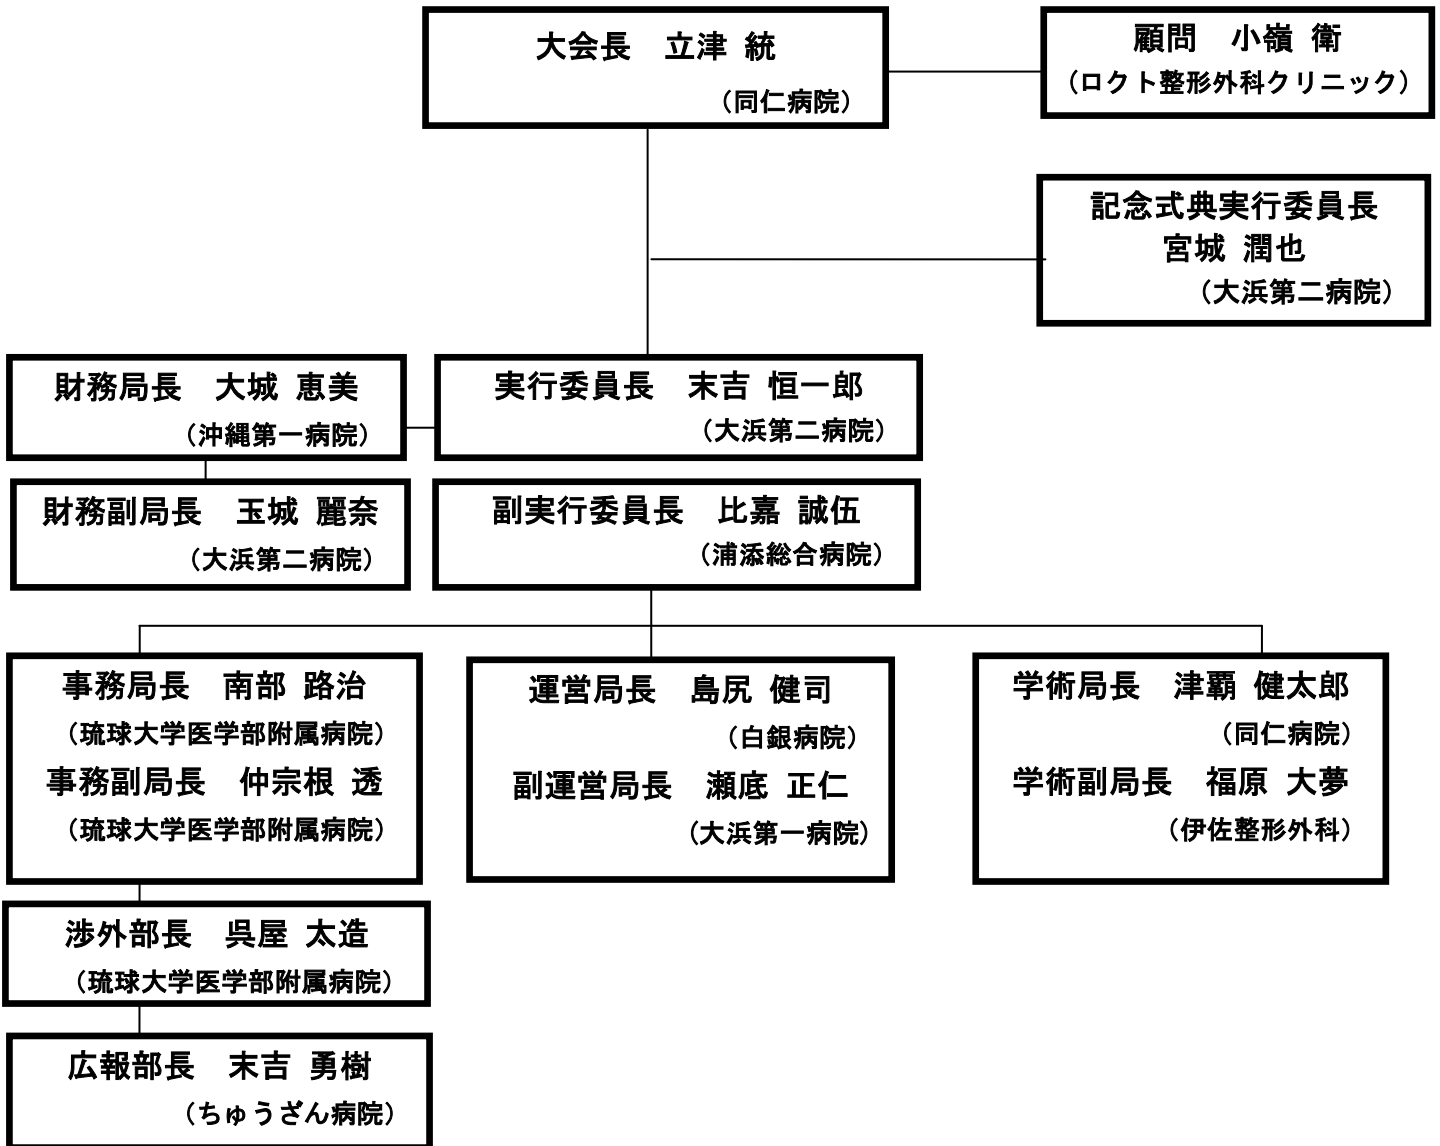 大会長　立津 統
（同仁病院）
顧問　小嶺 衛
（ロクト整形外科クリニック）
記念式典実行委員長
宮城 潤也
（大浜第二病院）
財務局長　大城 恵美
（沖縄第一病院）
実行委員長　末吉 恒一郎
（大浜第二病院）
財務副局長　玉城 麗奈
（大浜第二病院）
副実行委員長　比嘉 誠伍
（浦添総合病院）
事務局長　南部 路治
（琉球大学医学部附属病院）
事務副局長　仲宗根 透
（琉球大学医学部附属病院）
運営局長　島尻 健司
（白銀病院）
副運営局長　瀬底 正仁
（大浜第一病院）
学術局長　津覇 健太郎
（同仁病院）
学術副局長　福原 大夢
（伊佐整形外科）
渉外部長　呉屋 太造
（琉球大学医学部附属病院）
広報部長　末吉 勇樹
（ちゅうざん病院）